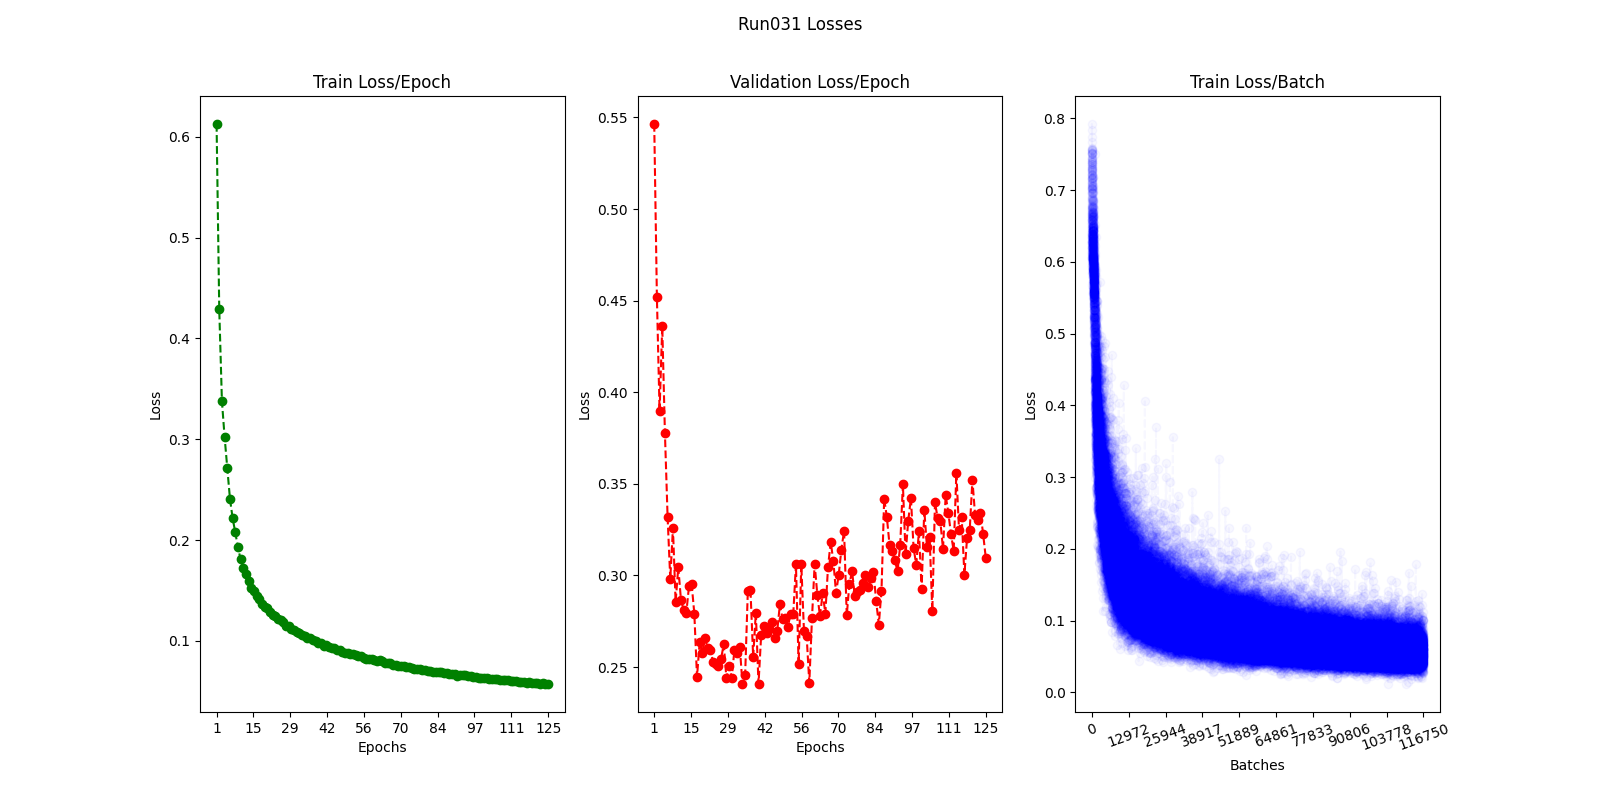 Run031 Losses
Train Loss/Epoch
Validation Loss/Epoch
Train Loss/Batch
Loss
0.6
0.5
0.4
0.3
0.2
0.1
1 15 29 42 56 70 84 97 111 125
Epochs
Loss
0.55
0.50
0.45
0.40
0.35
0.30
0.25
1 15 29 42 56 70 84 97 111 125
Epochs
Loss
0.8
0.7
0.6
0.5
0.4
0.3
0.2
0.1
0.0
0 12972 25944 38917 51889 64861 77833 90806 103778 116750
Batches